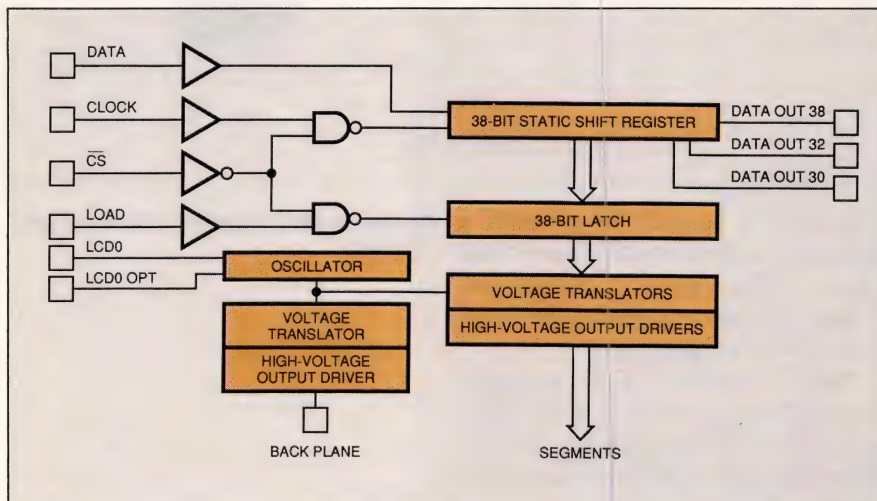 DATA
CLOCK
C̅S̅
LOAD
LCD0
LCD0 OPT
38-BIT STATIC SHIFT REGISTER
DATA OUT 38
DATA OUT 32
DATA OUT 30
38-BIT LATCH
OSCILLATOR
VOLTAGE TRANSLATORS
HIGH-VOLTAGE OUTPUT DRIVERS
VOLTAGE
TRANSLATOR
HIGH-VOLTAGE
OUTPUT DRIVER
BACK PLANE
SEGMENTS